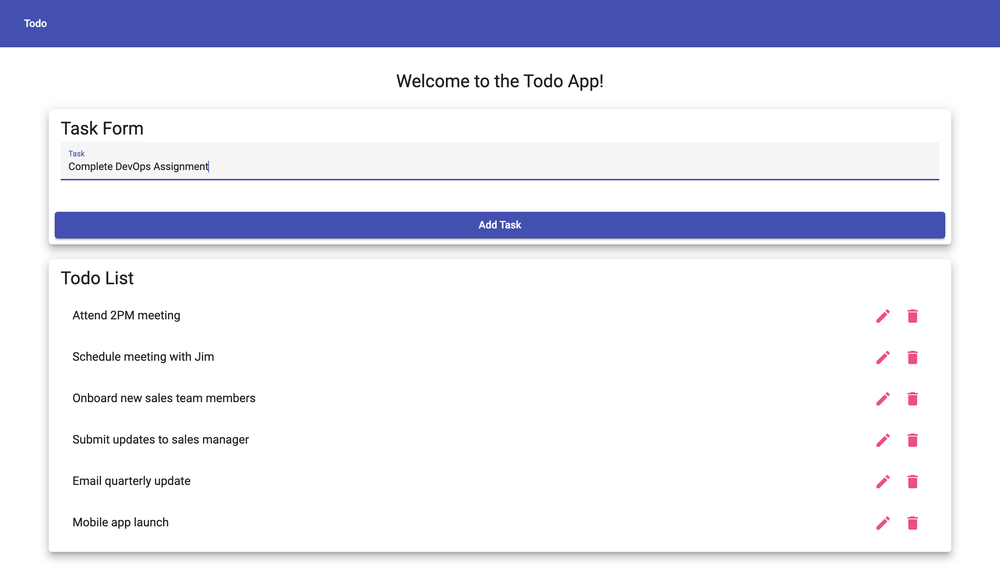 Todo
Welcome to the Todo App!
Task Form
Task
Complete DevOps Assignment
Add Task
Todo List
Attend 2PM meeting
Schedule meeting with Jim
Onboard new sales team members
Submit updates to sales manager
Email quarterly update
Mobile app launch